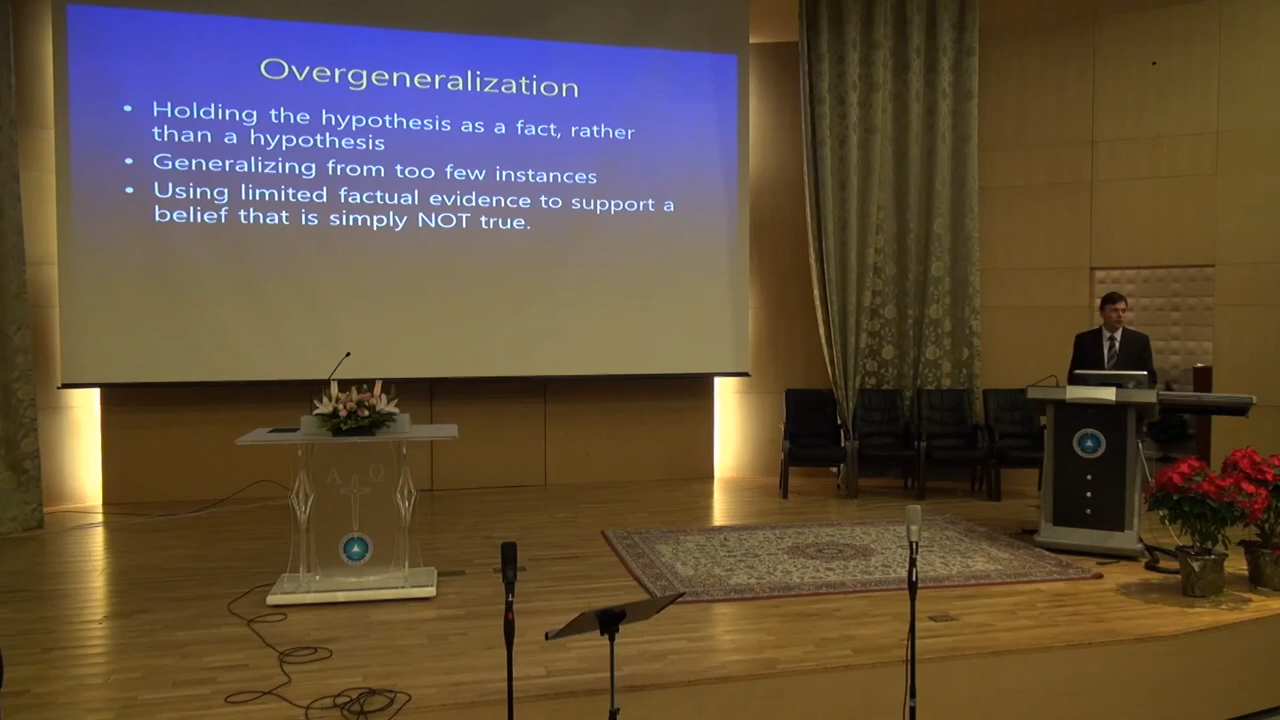 Overgeneralization
• Holding the hypothesis as a fact, rather
than a hypothesis
• Generalizing from too few instances
• Using limited factual evidence to support a
belief that is simply NOT true.
Α Ω